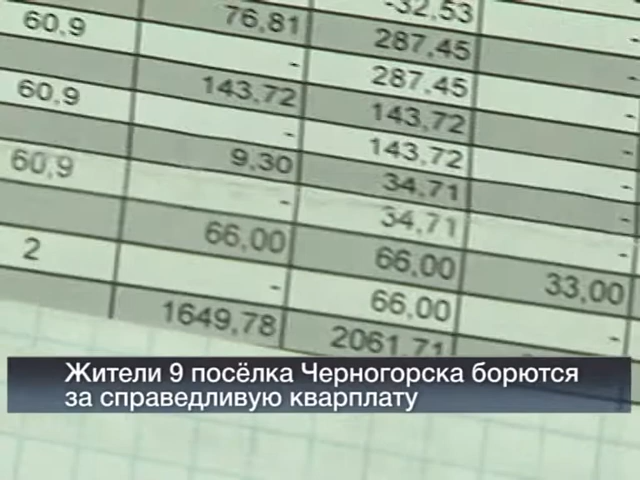 -32,53
60,9 76,81 287,45 -
- 287,45 -
60,9 143,72 143,72 -
- 143,72 -
60,9 9,30 34,71 -
- 34,71 -
66,00 66,00 33,00
2 - 66,00 -
1649,78 2061,71
Жители 9 посёлка Черногорска борются
за справедливую кварплату